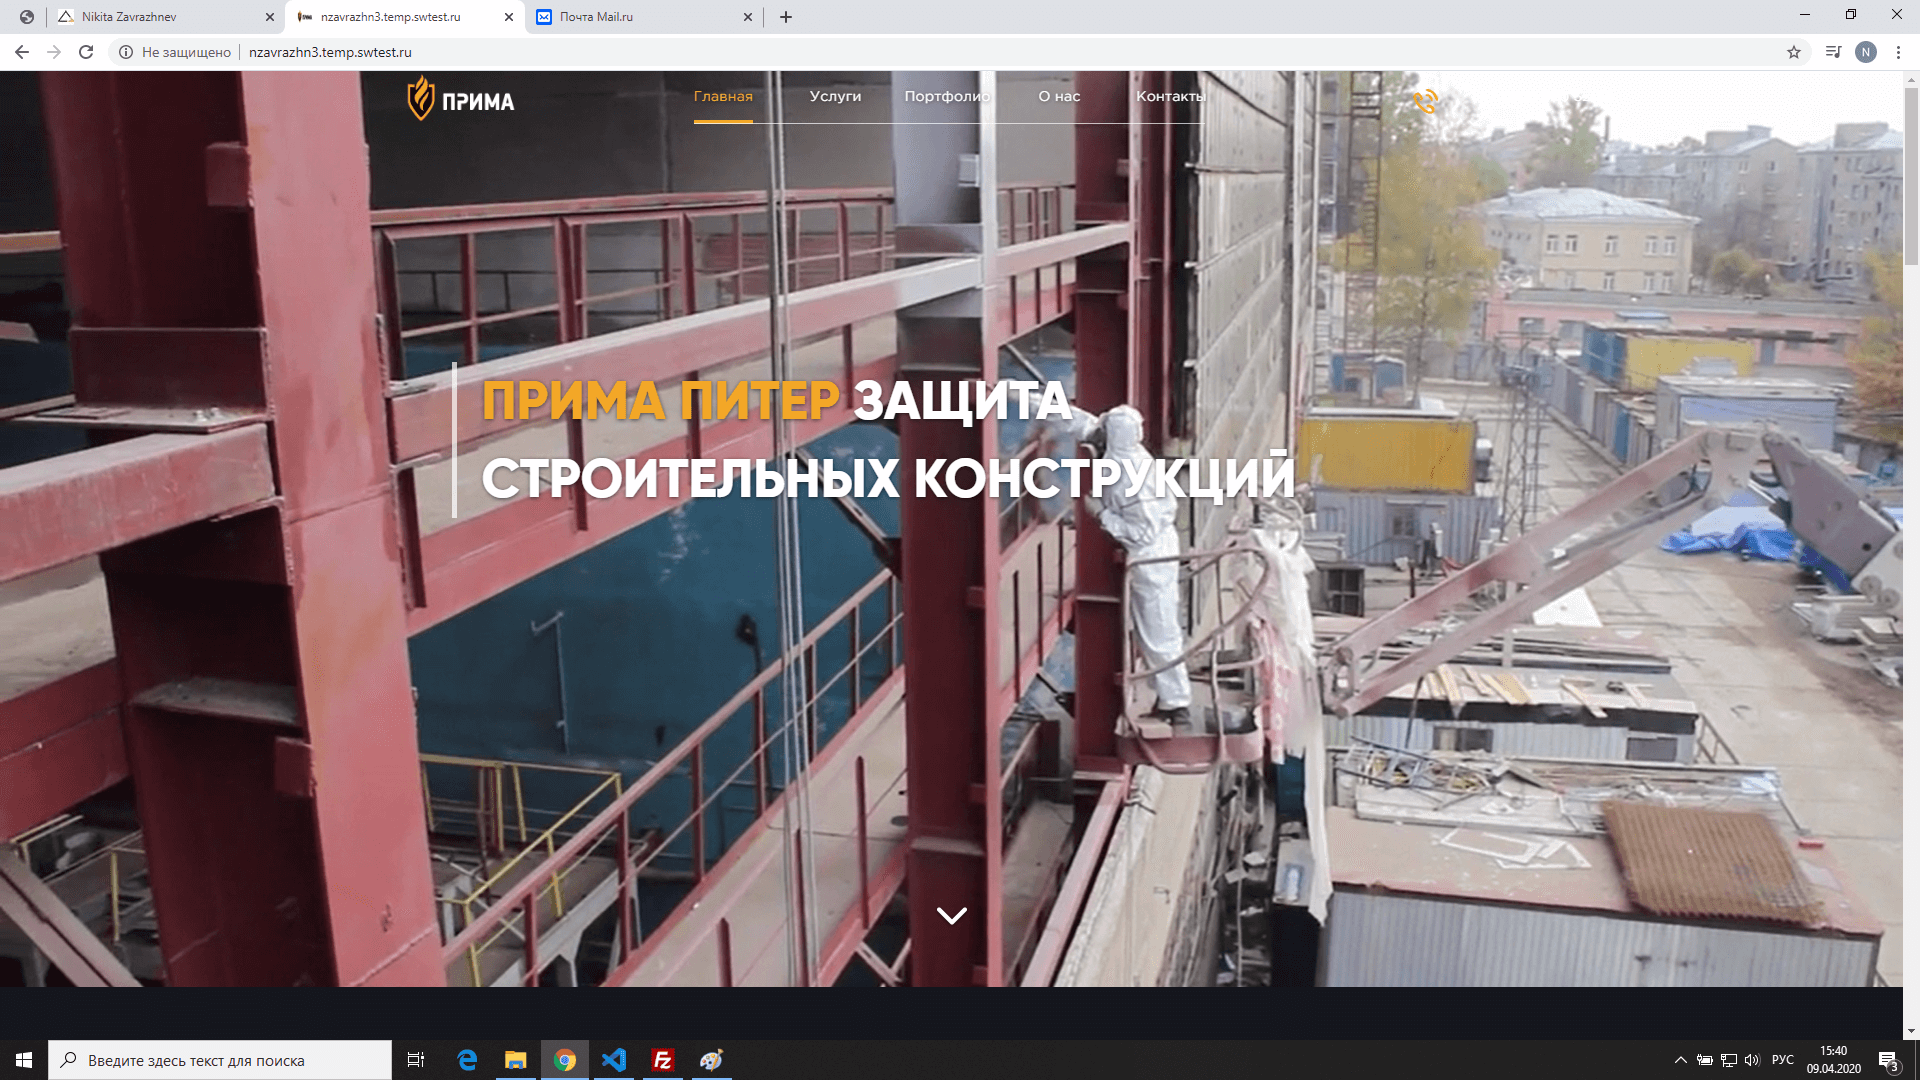 Nikita Zavrazhnev
nzavrazhn3.temp.swtest.ru
Почта Mail.ru
Не защищено
nzavrazhn3.temp.swtest.ru
N
ПРИМА
Главная
Услуги
Портфолио
О нас
Контакты
ПРИМА ПИТЕР ЗАЩИТА
СТРОИТЕЛЬНЫХ КОНСТРУКЦИЙ
Введите здесь текст для поиска
РУС
15:40
09.04.2020
3